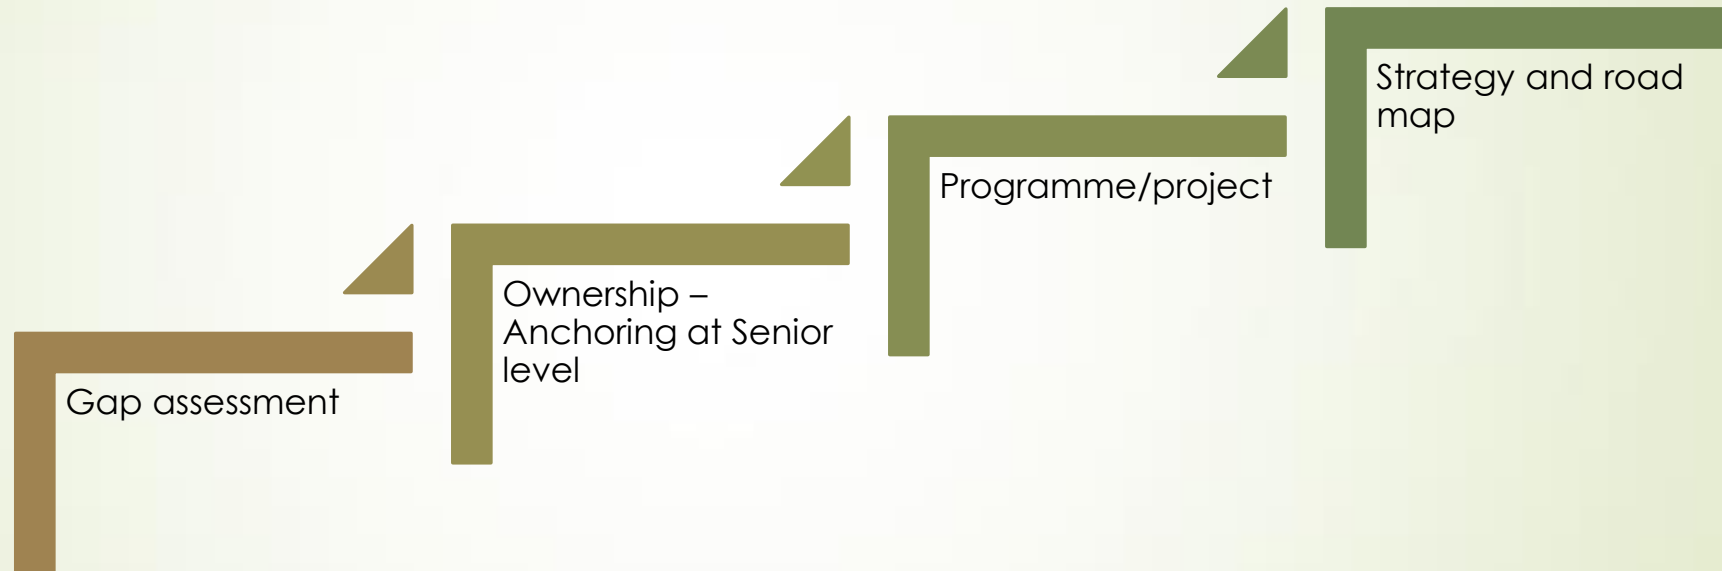 Gap assessment
Ownership –
Anchoring at Senior
level
Programme/project
Strategy and road
map